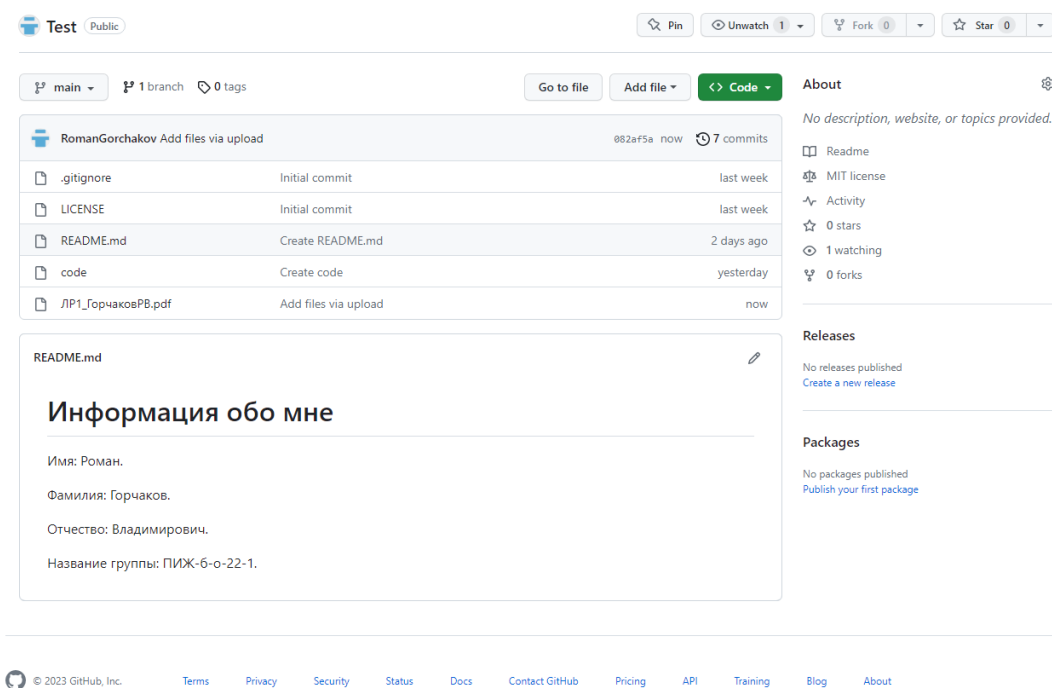 Test Public Pin Unwatch 1 Fork 0 Star 0
main 1 branch 0 tags Go to file Add file Code
RomanGorchakov Add files via upload 082af5a now 7 commits
.gitignore Initial commit last week
LICENSE Initial commit last week
README.md Create README.md 2 days ago
code Create code yesterday
ЛР1_ГорчаковРВ.pdf Add files via upload now
README.md
Информация обо мне
Имя: Роман.
Фамилия: Горчаков.
Отчество: Владимирович.
Название группы: ПИЖ-б-о-22-1.
About
No description, website, or topics provided.
Readme
MIT license
Activity
0 stars
1 watching
0 forks
Releases
No releases published
Create a new release
Packages
No packages published
Publish your first package
© 2023 GitHub, Inc. Terms Privacy Security Status Docs Contact GitHub Pricing API Training Blog About